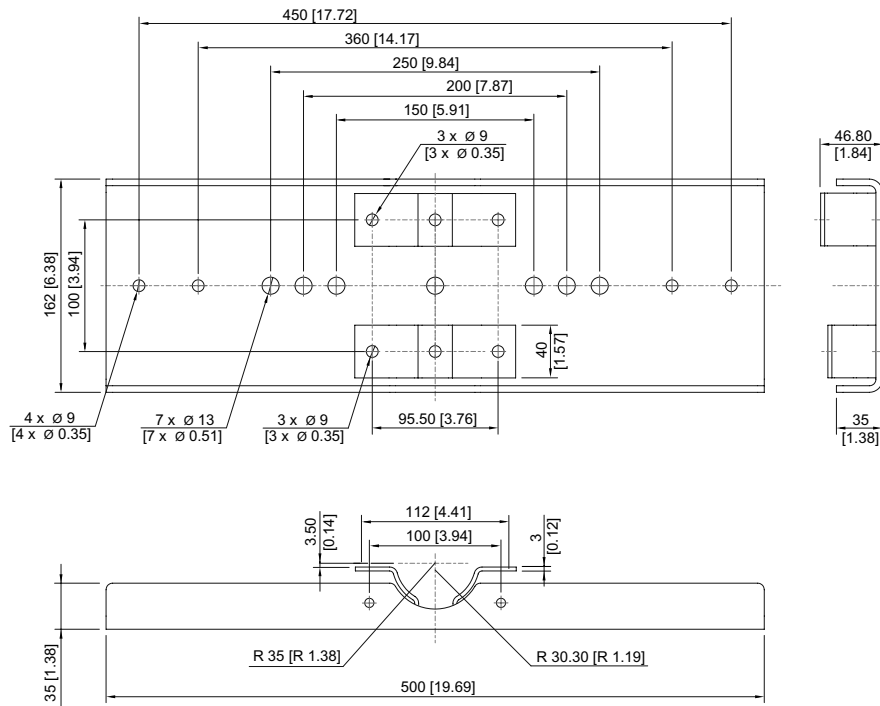 450 [17.72]
360 [14.17]
250 [9.84]
200 [7.87]
150 [5.91]
3 x Ø 9
[3 x Ø 0.35]
46.80
[1.84]
162 [6.38]
100 [3.94]
40
[1.57]
4 x Ø 9
[4 x Ø 0.35]
7 x Ø 13
[7 x Ø 0.51]
3 x Ø 9
[3 x Ø 0.35]
95.50 [3.76]
35
[1.38]
3.50
[0.14]
112 [4.41]
100 [3.94]
3
[0.12]
R 35 [R 1.38]
R 30.30 [R 1.19]
35 [1.38]
500 [19.69]